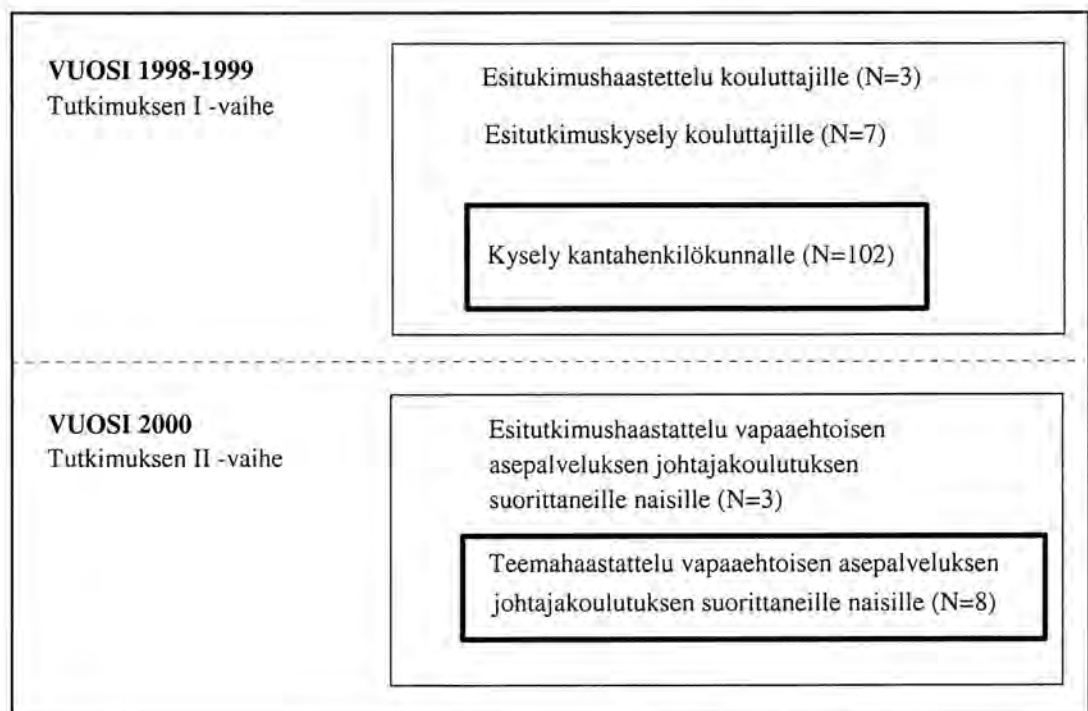 VUOSI 1998-1999
Tutkimuksen I -vaihe
Esitukimushaastettelu kouluttajille (N=3)
Esitutkimuskysely kouluttajille (N=7)
Kysely kantahenkilökunnalle (N=102)
VUOSI 2000
Tutkimuksen II -vaihe
Esitutkimushaastattelu vapaaehtoisen
asepalveluksen johtajakoulutuksen
suorittaneille naisille (N=3)
Teemahaastattelu vapaaehtoisen asepalveluksen
johtajakoulutuksen suorittaneille naisille (N=8)